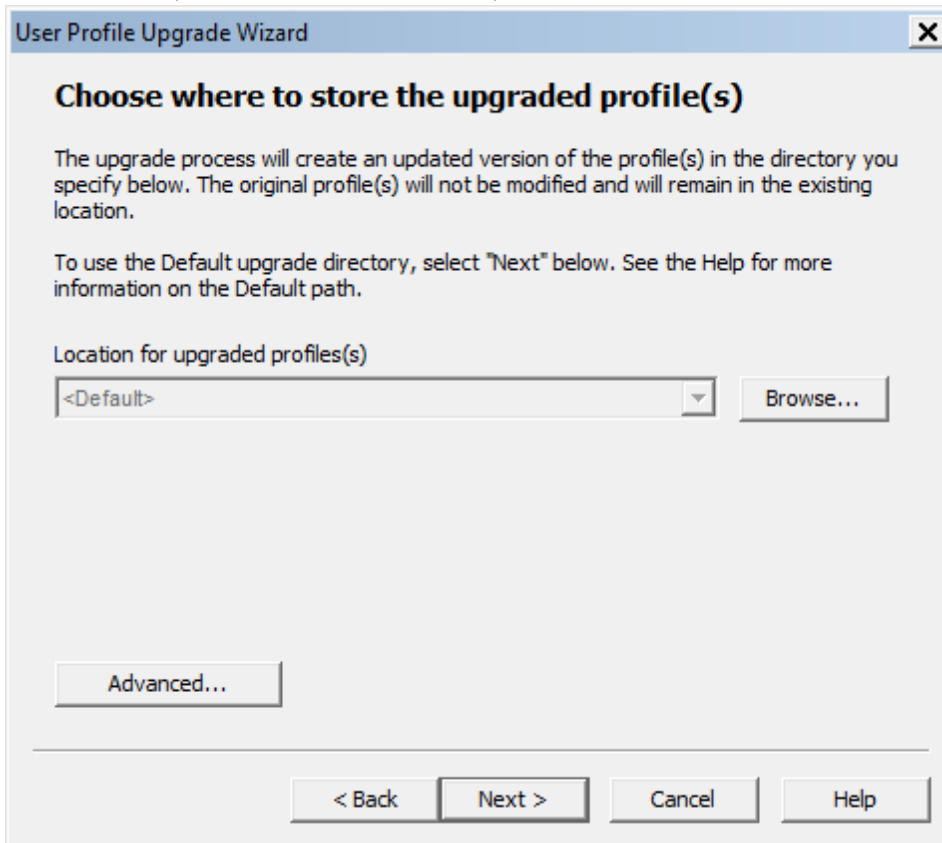 User Profile Upgrade Wizard
Choose where to store the upgraded profile(s)
The upgrade process will create an updated version of the profile(s) in the directory you
specify below. The original profile(s) will not be modified and will remain in the existing
location.
To use the Default upgrade directory, select "Next" below. See the Help for more
information on the Default path.
Location for upgraded profiles(s)
<Default>
Browse...
Advanced...
< Back
Next >
Cancel
Help